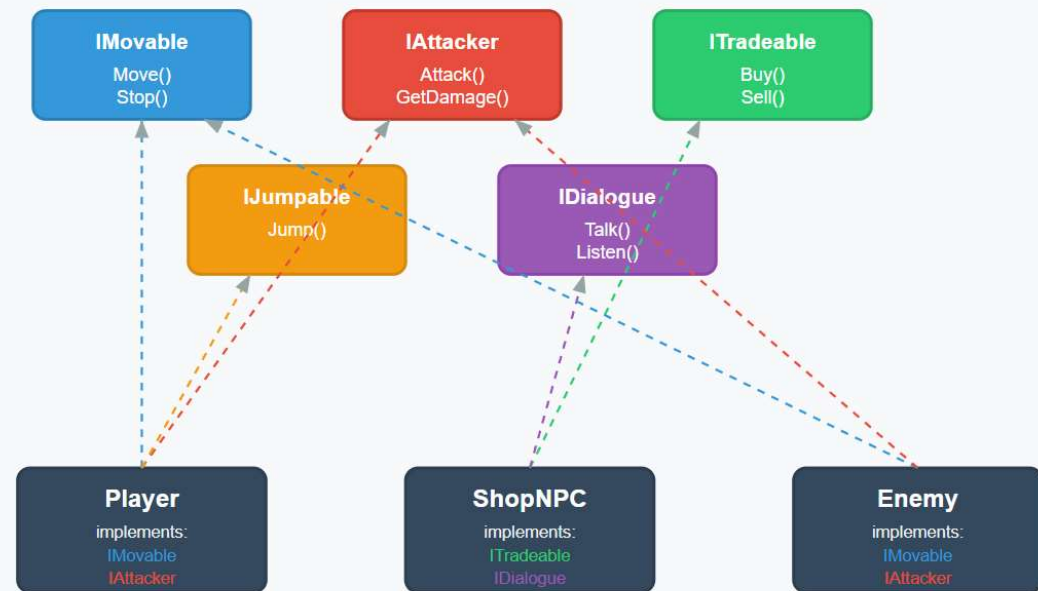 IMovable
Move()
Stop()
IAttacker
Attack()
GetDamage()
ITradeable
Buy()
Sell()
IJumpable
Jump()
IDialogue
Talk()
Listen()
Player
implements:
IMovable
IAttacker
ShopNPC
implements:
ITradeable
IDialogue
Enemy
implements:
IMovable
IAttacker